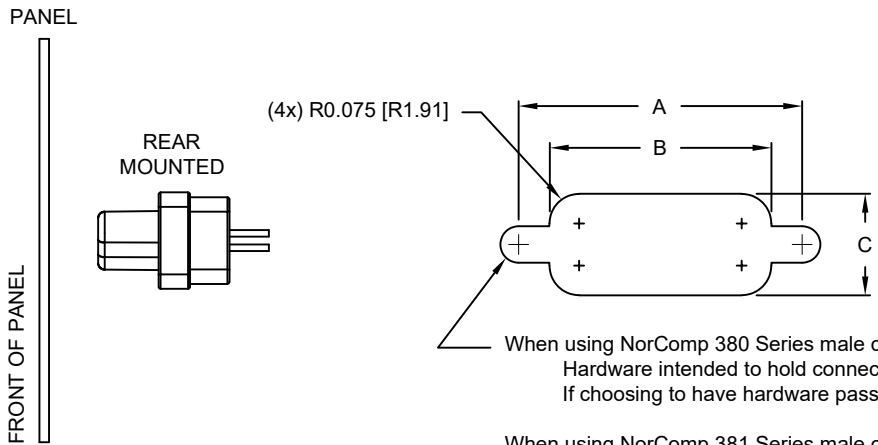 PANEL
FRONT OF PANEL
REAR
MOUNTED
(4x) R0.075 [R1.91]
A
B
C
When using NorComp 380 Series male
Hardware intended to hold
If choosing to have hardware pass
When using NorComp 381 Series male